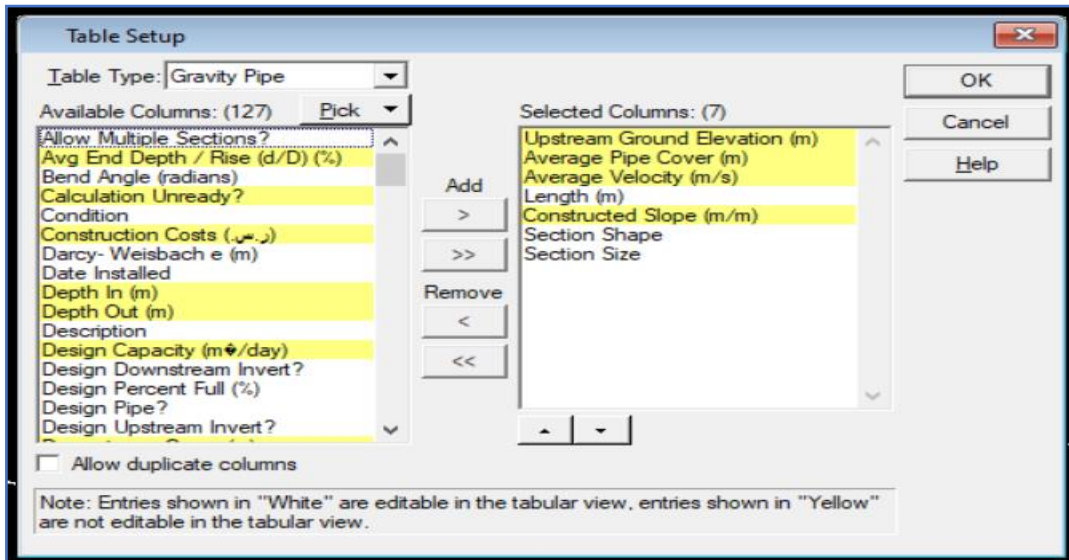 Table Setup
Table Type: Gravity Pipe
OK
Available Columns: (127) Pick
Selected Columns: (7)
Cancel
Help
Allow Multiple Sections?
Avg End Depth / Rise (d/D) (%)
Bend Angle (radians)
Calculation Unready?
Condition
Construction Costs (ر.س.)
Darcy- Weisbach e (m)
Date Installed
Depth In (m)
Depth Out (m)
Description
Design Capacity (m�/day)
Design Downstream Invert?
Design Percent Full (%)
Design Pipe?
Design Upstream Invert?
Add
>
>>
Remove
<
<<
Upstream Ground Elevation (m)
Average Pipe Cover (m)
Average Velocity (m/s)
Length (m)
Constructed Slope (m/m)
Section Shape
Section Size
Allow duplicate columns
Note: Entries shown in "White" are editable in the tabular view, entries shown in "Yellow"
are not editable in the tabular view.